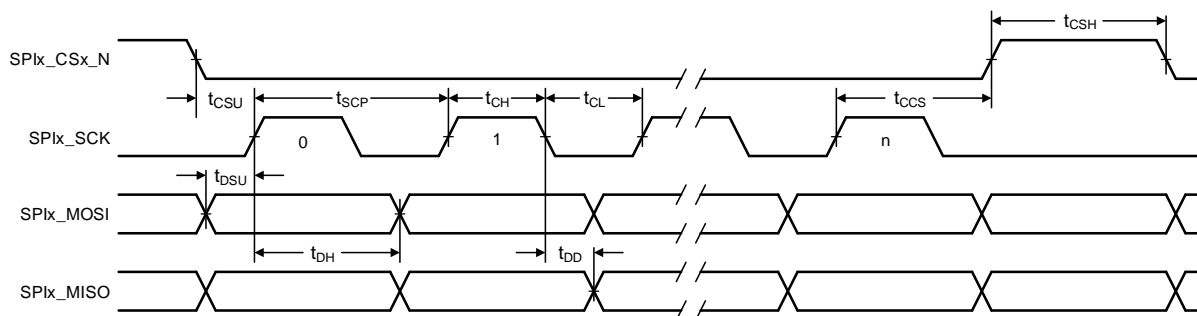 tCSH
SPIx_CSx_N
tCSU tSCP tCH tCL tCCS
SPIx_SCK 0 1 n
tDSU
SPIx_MOSI
tDH tDD
SPIx_MISO